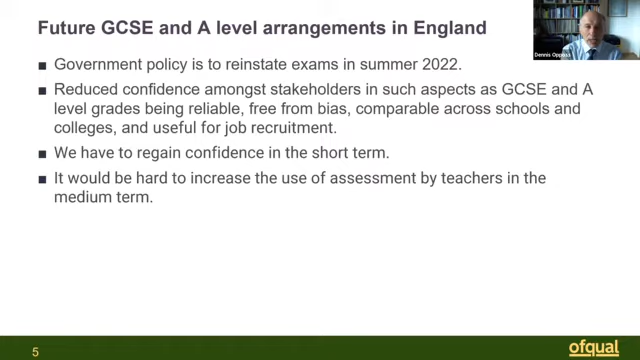 Future GCSE and A level arrangements in England
Dennis Opposs
■ Government policy is to reinstate exams in summer 2022.
■ Reduced confidence amongst stakeholders in such aspects as GCSE and A
level grades being reliable, free from bias, comparable across schools and
colleges, and useful for job recruitment.
■ We have to regain confidence in the short term.
■ It would be hard to increase the use of assessment by teachers in the
medium term.
5
ofqual